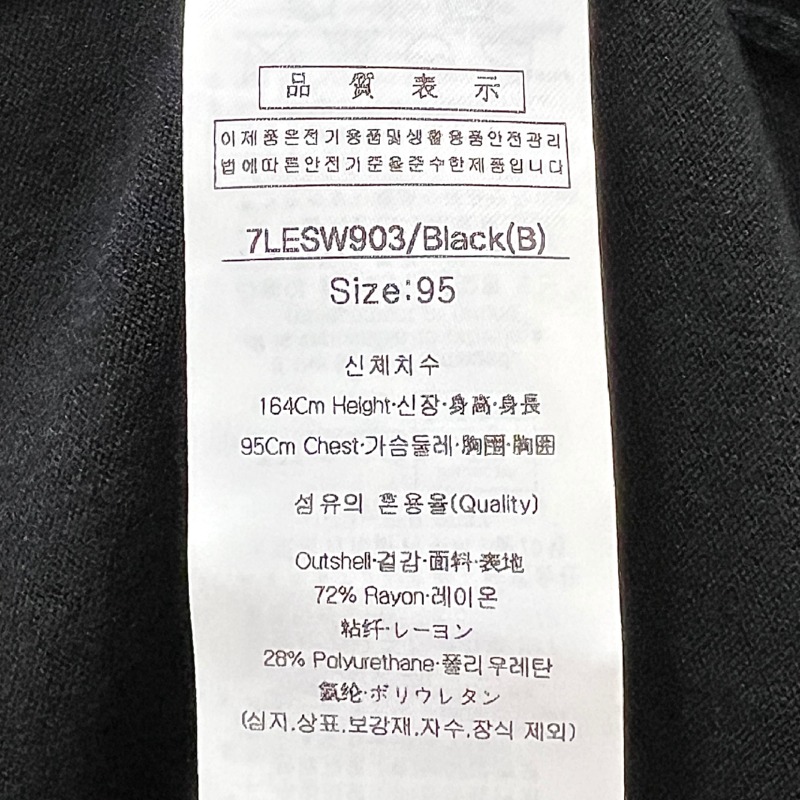 品質表示
이제품은전기용품및생활용품안전관리
법에따른안전기준을준수한제품입니다
7LESW903/Black(B)
Size:95
신체치수
164Cm Height·신장·身高·身長
95Cm Chest·가슴둘레·胸围·胸囲
섬유의 혼용율(Quality)
Outshell·겉감·面料·表地
72% Rayon·레이온
粘纤·レーヨン
28% Polyurethane·폴리우레탄
氨纶·ポリウレタン
(심지.상표.보강재.자수.장식 제외)